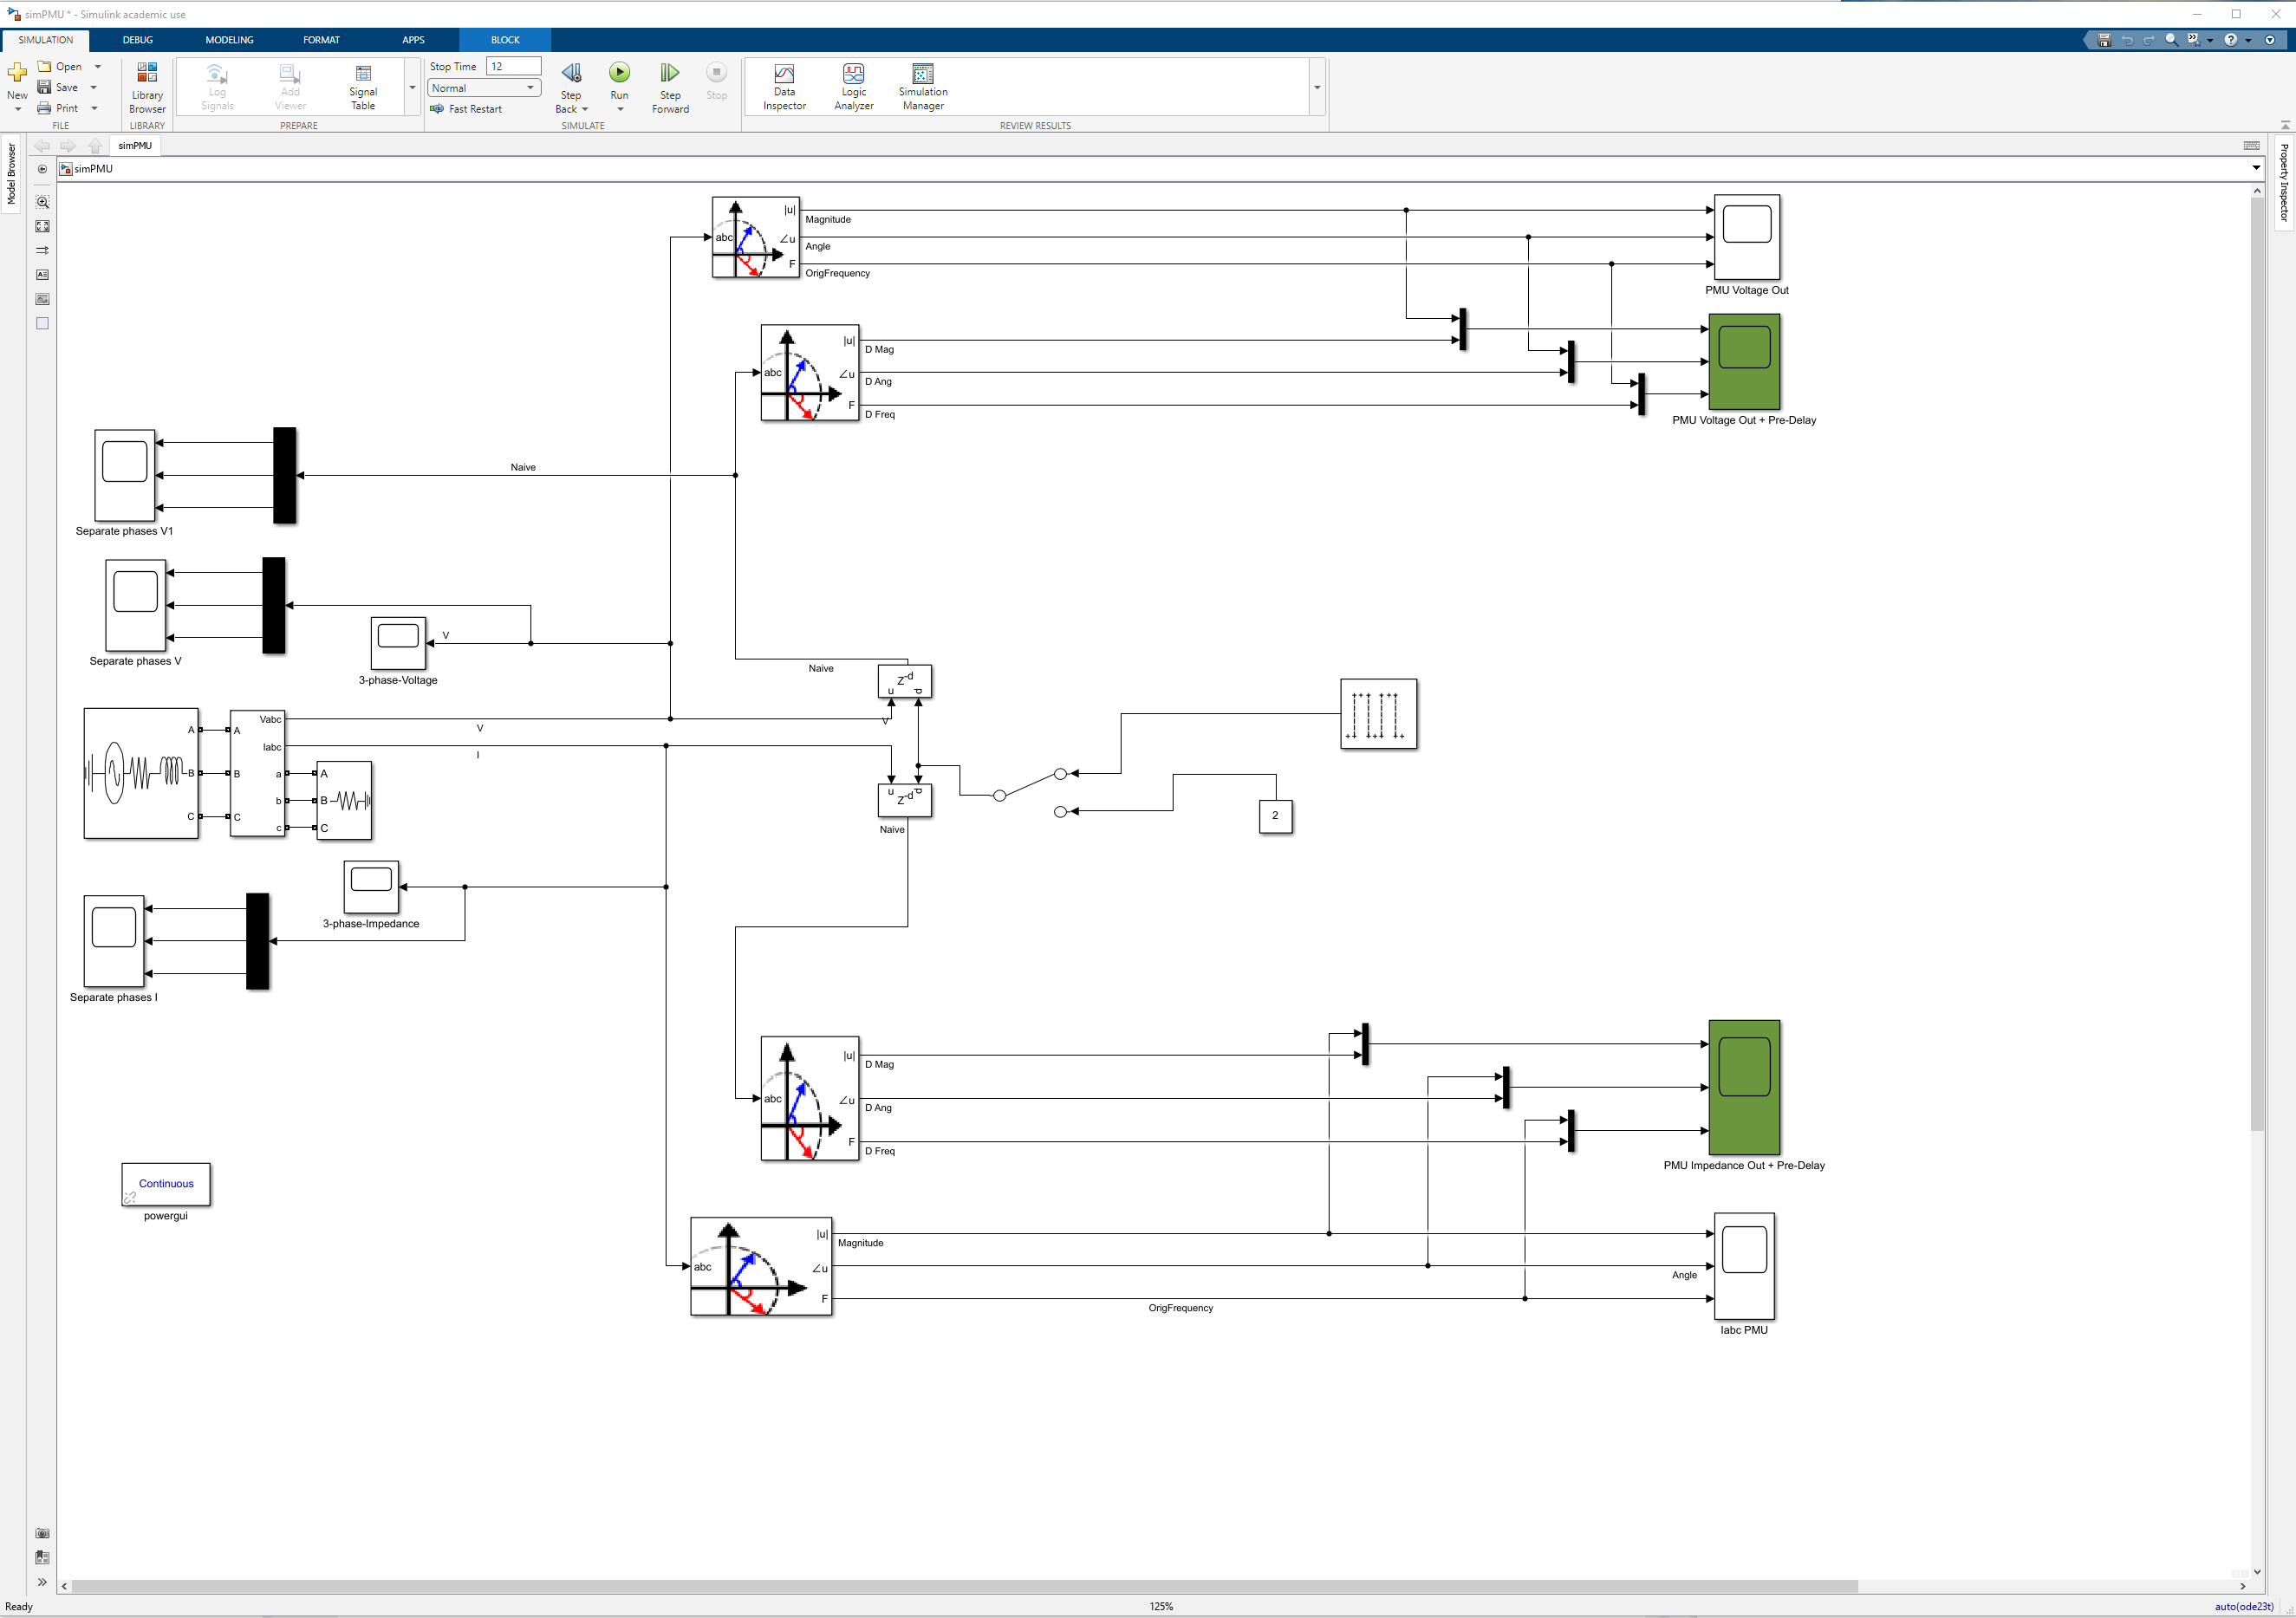 simPMU * - Simulink academic use
SIMULATION DEBUG MODELING FORMAT APPS BLOCK
New
Open
Save
Print
FILE
Library Browser
LIBRARY
Log Signals
Add Viewer
Signal Table
PREPARE
Stop Time 12
Normal
Fast Restart
Step Back
Run
Step Forward
Stop
SIMULATE
Data Inspector
Logic Analyzer
Simulation Manager
REVIEW RESULTS
Model Browser
Property Inspector
simPMU
simPMU
abc
|u|
∠u
F
Magnitude
Angle
OrigFrequency
PMU Voltage Out
abc
|u|
∠u
F
D Mag
D Ang
D Freq
PMU Voltage Out + Pre-Delay
Naive
Separate phases V1
Separate phases V
V
3-phase-Voltage
Naive
Z-d
u
d
V
A
B
C
A
B
C
Vabc
Iabc
a
b
c
A
B
C
V
I
u
d
Z-d
Naive
2
3-phase-Impedance
Separate phases I
abc
|u|
∠u
F
D Mag
D Ang
D Freq
PMU Impedance Out + Pre-Delay
Continuous
powergui
abc
|u|
∠u
F
Magnitude
Angle
OrigFrequency
Iabc PMU
Ready
125%
auto(ode23t)